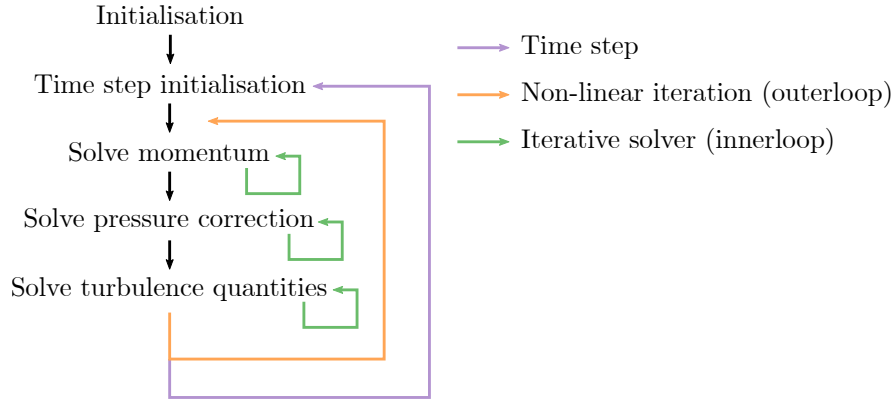 Initialisation
Time step initialisation
Solve momentum
Solve pressure correction
Solve turbulence quantities
Time step
Non-linear iteration (outerloop)
Iterative solver (innerloop)